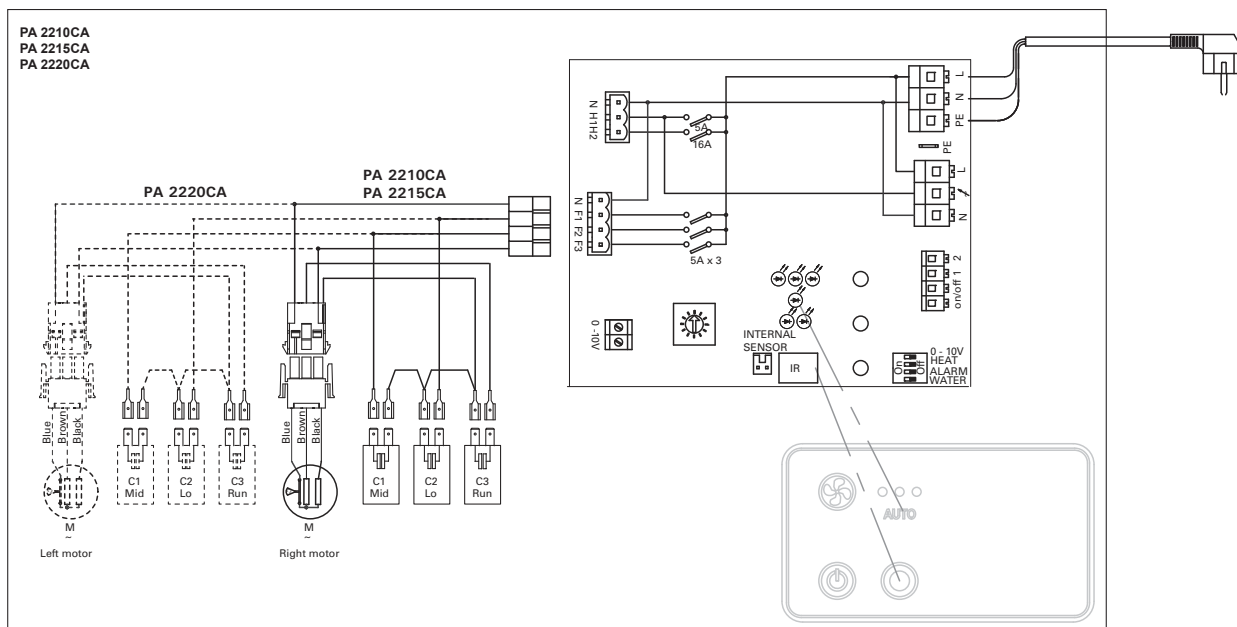 PA 2210CA
PA 2215CA
PA 2220CA
PA 2220CA
PA 2210CA
PA 2215CA
N H1H2
5A
16A
N F1 F2 F3
5A x 3
L
N
PE
PE
L
N
on/off 1 2
0 -10V
INTERNAL
SENSOR
IR
On
Off
0 - 10V
HEAT
ALARM
WATER
Blue
Brown
Black
C1
Mid
C2
Lo
C3
Run
M
~
Left motor
Blue
Brown
Black
C1
Mid
C2
Lo
C3
Run
M
~
Right motor
AUTO